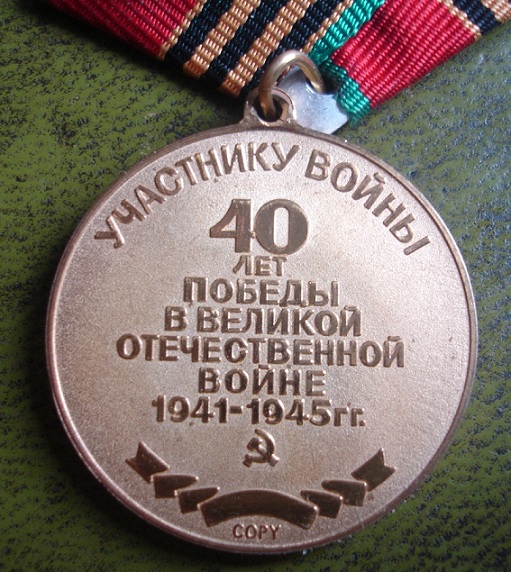 УЧАСТНИКУ ВОЙНЫ
40
ЛЕТ
ПОБЕДЫ
В ВЕЛИКОЙ
ОТЕЧЕСТВЕННОЙ
ВОЙНЕ
1941-1945гг.
COPY